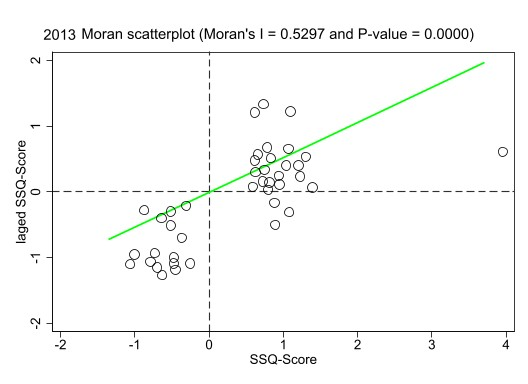 2013 Moran scatterplot (Moran's I = 0.5297 and P-value = 0.0000)
2
1
0
-1
-2
laged SSQ-Score
-2 -1 0 1 2 3 4
SSQ-Score